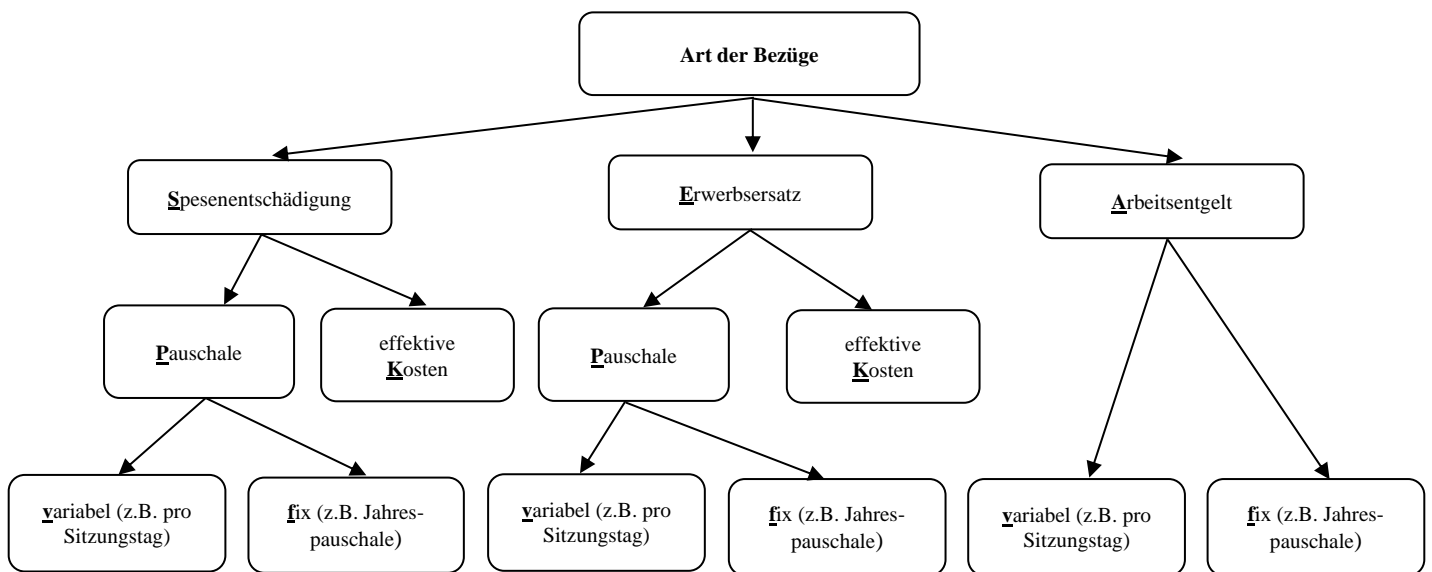 Art der Bezüge
Spesenentschädigung
Erwerbsersatz
Arbeitsentgelt
Pauschale
effektive
Kosten
Pauschale
effektive
Kosten
variabel (z.B. pro
Sitzungstag)
fix (z.B. Jahres-
pauschale)
variabel (z.B. pro
Sitzungstag)
fix (z.B. Jahres-
pauschale)
variabel (z.B. pro
Sitzungstag)
fix (z.B. Jahres-
pauschale)